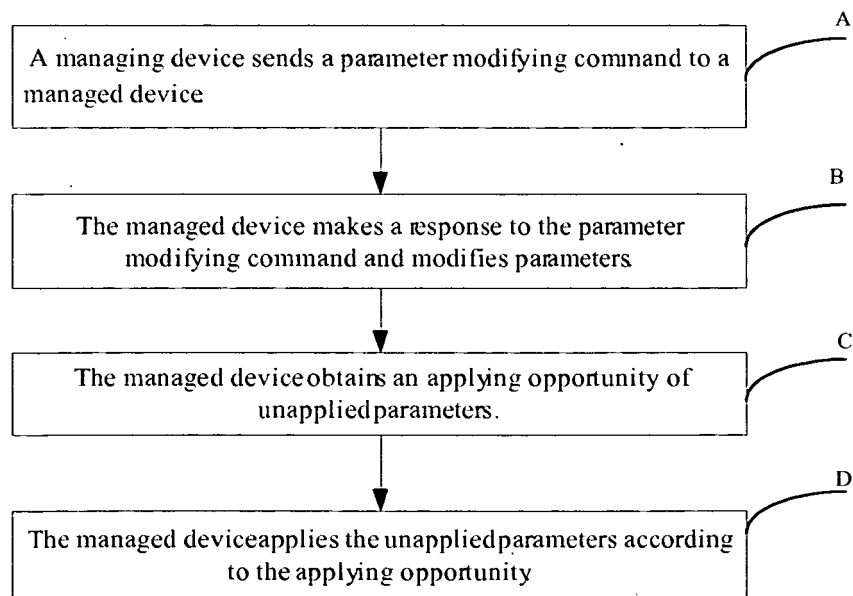 A
A managing device sends a parameter modifying command to a
managed device.
B
The managed device makes a response to the parameter
modifying command and modifies parameters.
C
The managed device obtains an applying opportunity of
unapplied parameters.
D
The managed device applies the unapplied parameters according
to the applying opportunity